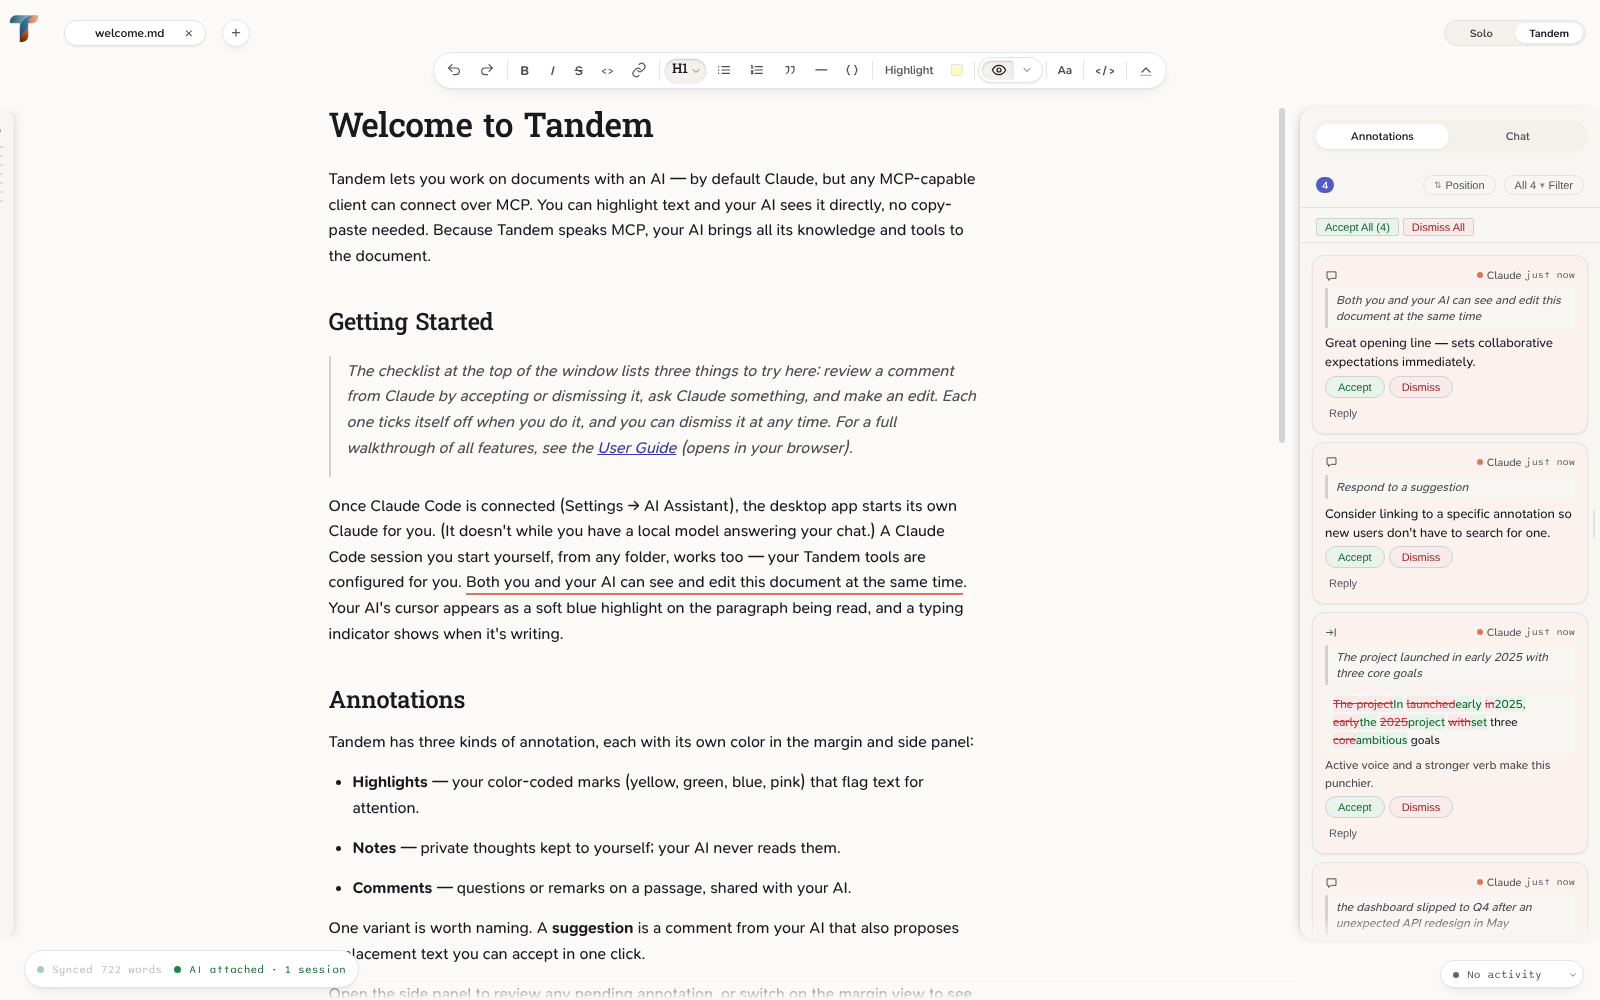 welcome.md
Solo
Tandem
B I S <> H1 Highlight Aa </>
Welcome to Tandem
Tandem lets you work on documents with an AI — by default Claude, but any MCP-capable
client can connect over MCP. You can highlight text and your AI sees it directly, no copy-
paste needed. Because Tandem speaks MCP, your AI brings all its knowledge and tools to
the document.
Getting Started
The checklist at the top of the window lists three things to try here: review a comment
from Claude by accepting or dismissing it, ask Claude something, and make an edit. Each
one ticks itself off when you do it, and you can dismiss it at any time. For a full
walkthrough of all features, see the User Guide (opens in your browser).
Once Claude Code is connected (Settings → AI Assistant), the desktop app starts its own
Claude for you. (It doesn't while you have a local model answering your chat.) A Claude
Code session you start yourself, from any folder, works too — your Tandem tools are
configured for you. Both you and your AI can see and edit this document at the same time.
Your AI's cursor appears as a soft blue highlight on the paragraph being read, and a typing
indicator shows when it's writing.
Annotations
Tandem has three kinds of annotation, each with its own color in the margin and side panel:
• Highlights — your color-coded marks (yellow, green, blue, pink) that flag text for
attention.
• Notes — private thoughts kept to yourself; your AI never reads them.
• Comments — questions or remarks on a passage, shared with your AI.
One variant is worth naming. A suggestion is a comment from your AI that also proposes
placement text you can accept in one click.
Open the side panel to review any pending annotation, or switch on the margin view to see
Synced 722 words AI attached · 1 session
Annotations
Chat
4
Position
All 4 Filter
Accept All (4)
Dismiss All
Claude just now
Both you and your AI can see and edit this
document at the same time
Great opening line — sets collaborative
expectations immediately.
Accept
Dismiss
Reply
Claude just now
Respond to a suggestion
Consider linking to a specific annotation so
new users don't have to search for one.
Accept
Dismiss
Reply
Claude just now
The project launched in early 2025 with
three core goals
The projectIn launchedearly in2025,
earlythe 2025project withset three
coreambitious goals
Active voice and a stronger verb make this
punchier.
Accept
Dismiss
Reply
Claude just now
the dashboard slipped to Q4 after an
unexpected API redesign in May
No activity